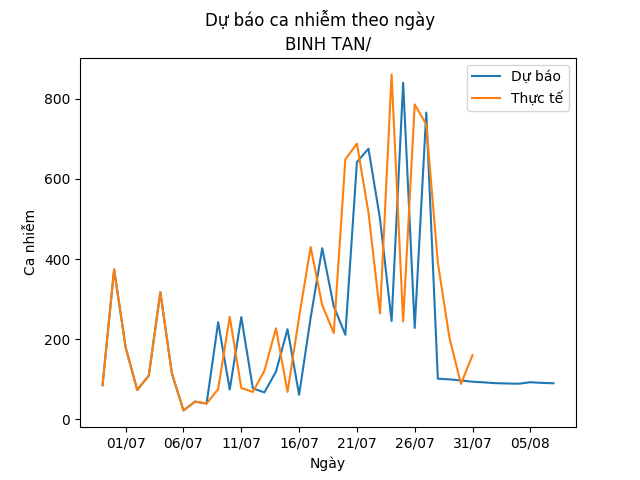 Dự báo ca nhiễm theo ngày
BINH TAN/
Dự báo
Thực tế
Ca nhiễm
800
600
400
200
0
01/07 06/07 11/07 16/07 21/07 26/07 31/07 05/08
Ngày